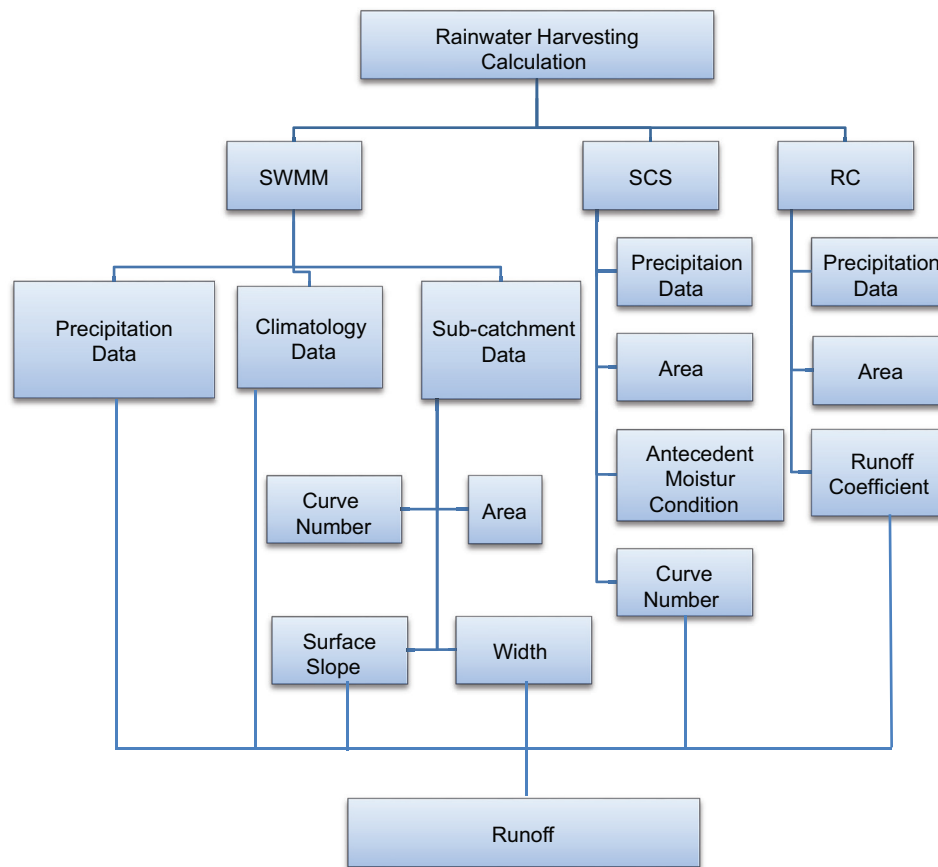 Rainwater Harvesting
Calculation
SWMM
SCS
RC
Precipitation
Data
Climatology
Data
Sub-catchment
Data
Curve
Number
Area
Surface
Slope
Width
Precipitaion
Data
Area
Antecedent
Moistur
Condition
Curve
Number
Precipitation
Data
Area
Runoff
Coefficient
Runoff